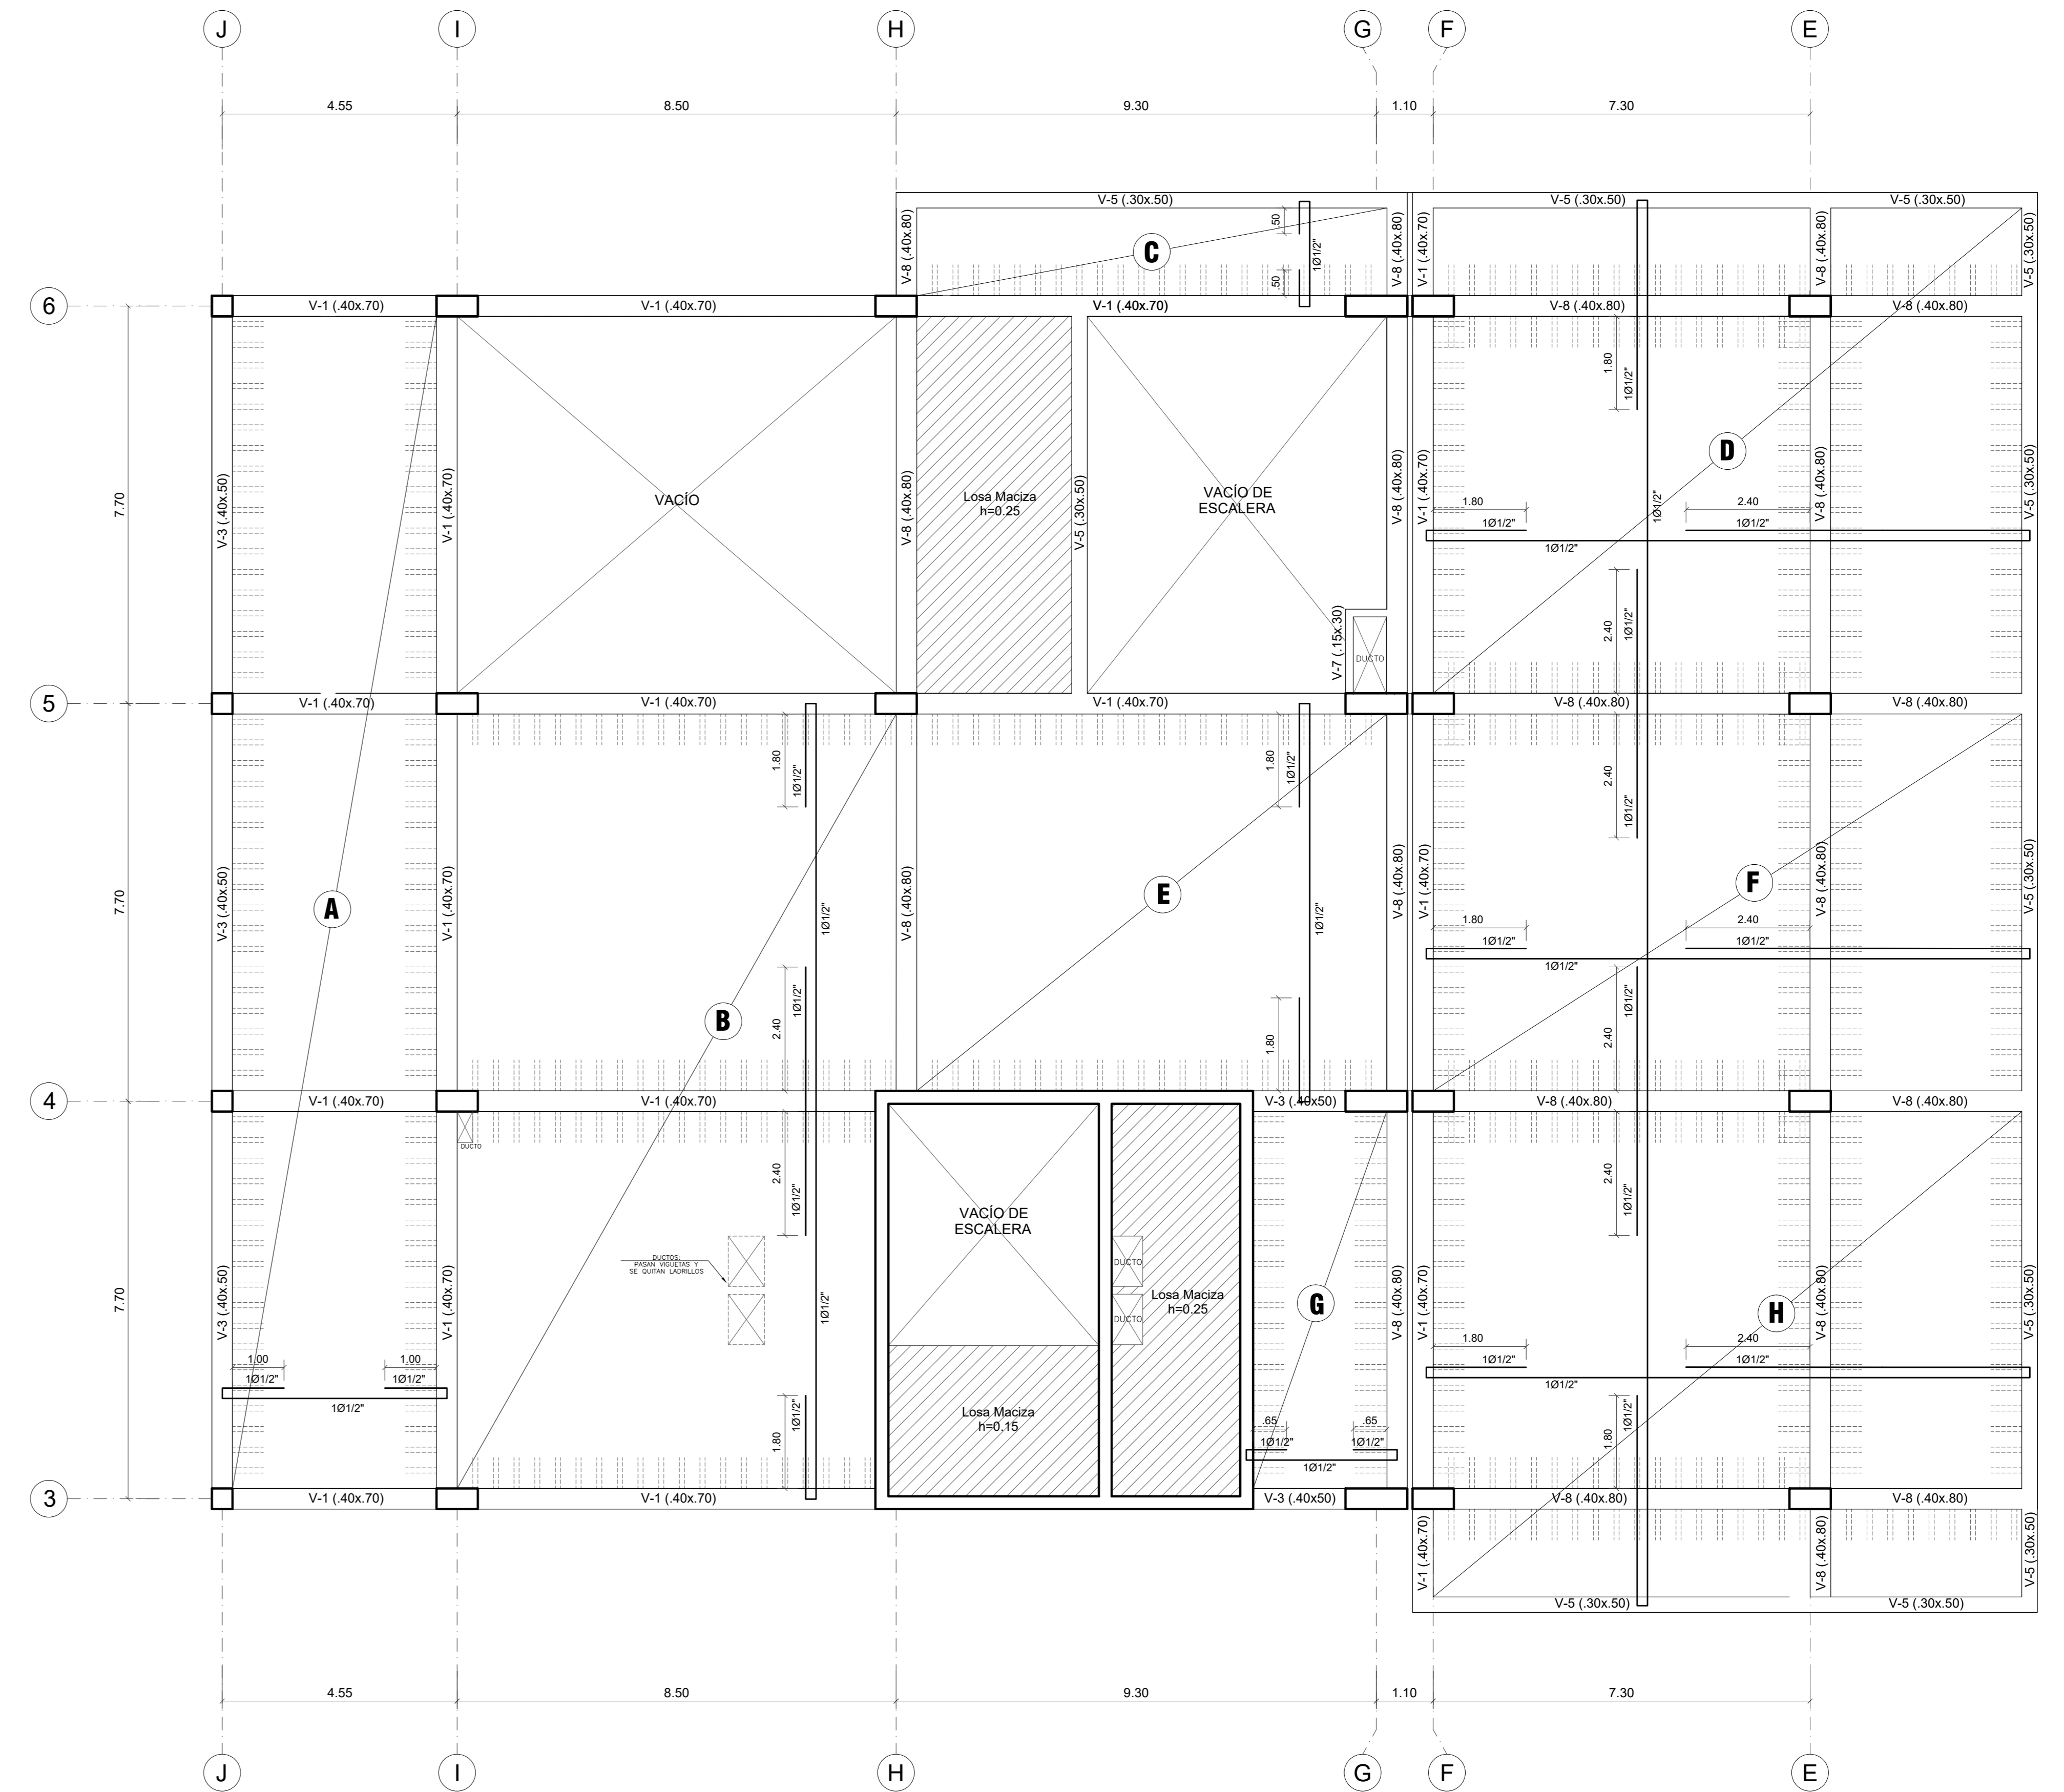 J
I
H
G
F
E
4.55
8.50
9.30
1.10
7.30
V-5 (.30x.50)
V-5 (.30x.50)
V-5 (.30x.50)
V-8 (.40x.80)
.50
1Ø1/2"
.50
C
V-8 (.40x.80)
V-1 (.40x.70)
V-8 (.40x.80)
V-5 (.30x.50)
6
V-1 (.40x.70)
V-1 (.40x.70)
V-1 (.40x.70)
V-8 (.40x.80)
V-8 (.40x.80)
7.70
V-3 (.40x50)
V-1 (.40x.70)
VACÍO
V-8 (.40x.80)
Losa Maciza
h=0.25
V-5 (.30x.50)
VACÍO DE
ESCALERA
V-7 (.15x.30)
DUCTO
V-8 (.40x.80)
V-1 (.40x.70)
1.80
1Ø1/2"
D
1Ø1/2"
1.80
1Ø1/2"
2.40
1Ø1/2"
1Ø1/2"
V-8 (.40x.80)
V-5 (.30x.50)
2.40
1Ø1/2"
5
V-1 (.40x.70)
V-1 (.40x.70)
V-1 (.40x.70)
V-8 (.40x.80)
V-8 (.40x.80)
7.70
V-3 (.40x50)
A
V-1 (.40x.70)
1.80
1Ø1/2"
1Ø1/2"
B
2.40
1Ø1/2"
V-8 (.40x.80)
E
1.80
1Ø1/2"
1Ø1/2"
1.80
V-8 (.40x.80)
V-1 (.40x.70)
2.40
1Ø1/2"
F
1.80
1Ø1/2"
2.40
1Ø1/2"
1Ø1/2"
V-8 (.40x.80)
V-5 (.30x.50)
2.40
1Ø1/2"
4
V-1 (.40x.70)
V-1 (.40x.70)
V-3 (.40x50)
V-8 (.40x.80)
V-8 (.40x.80)
DUCTO
7.70
V-3 (.40x50)
V-1 (.40x.70)
2.40
1Ø1/2"
DUCTOS:
PASAN VIGUETAS Y
SE QUITAN LADRILLOS
1Ø1/2"
VACÍO DE
ESCALERA
DUCTO
DUCTO
Losa Maciza
h=0.25
Losa Maciza
h=0.15
G
V-8 (.40x.80)
V-1 (.40x.70)
2.40
1Ø1/2"
H
V-8 (.40x.80)
V-5 (.30x.50)
1.80
1Ø1/2"
2.40
1Ø1/2"
1Ø1/2"
1.00
1Ø1/2"
1.00
1Ø1/2"
1Ø1/2"
1.80
1Ø1/2"
.65
1Ø1/2"
.65
1Ø1/2"
1Ø1/2"
1.80
1Ø1/2"
3
V-1 (.40x.70)
V-1 (.40x.70)
V-3 (.40x50)
V-8 (.40x.80)
V-8 (.40x.80)
V-1 (.40x.70)
V-8 (.40x.80)
V-5 (.30x.50)
V-5 (.30x.50)
V-5 (.30x.50)
4.55
8.50
9.30
1.10
7.30
J
I
H
G
F
E